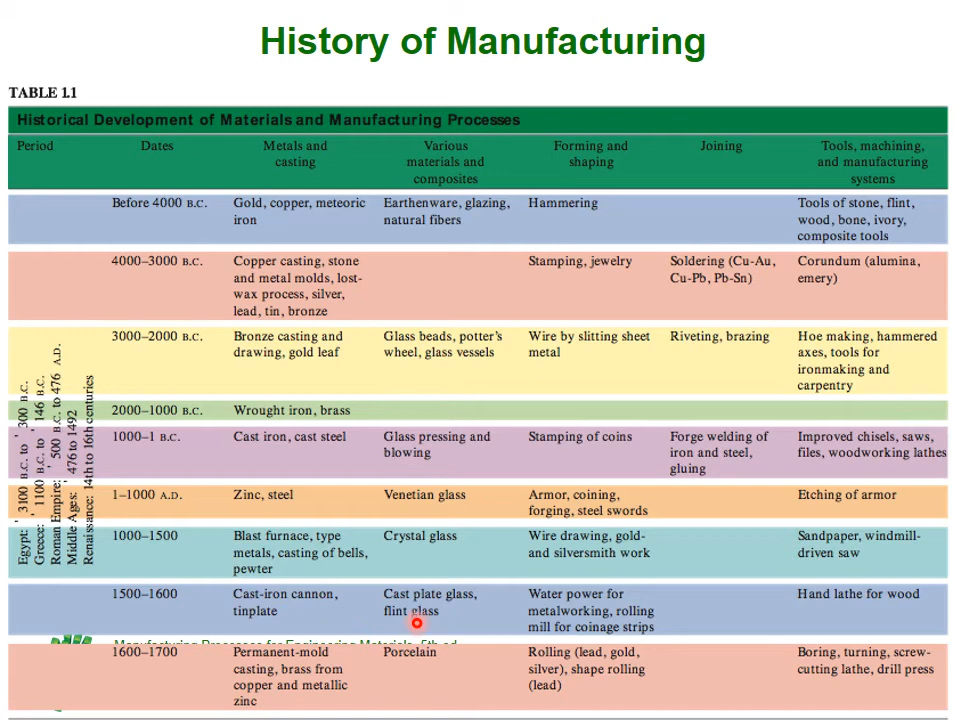 History of Manufacturing
TABLE 1.1
Historical Development of Materials and Manufacturing Processes
Period
Dates
Metals and
casting
Various
materials and
composites
Forming and
shaping
Joining
Tools, machining,
and manufacturing
systems
Before 4000 B.C.
Gold, copper, meteoric
iron
Earthenware, glazing,
natural fibers
Hammering
Tools of stone, flint,
wood, bone, ivory,
composite tools
4000–3000 B.C.
Copper casting, stone
and metal molds, lost-
wax process, silver,
lead, tin, bronze
Stamping, jewelry
Soldering (Cu-Au,
Cu-Pb, Pb-Sn)
Corundum (alumina,
emery)
3000–2000 B.C.
Bronze casting and
drawing, gold leaf
Glass beads, potter's
wheel, glass vessels
Wire by slitting sheet
metal
Riveting, brazing
Hoe making, hammered
axes, tools for
ironmaking and
carpentry
2000–1000 B.C.
Wrought iron, brass
1000–1 B.C.
Cast iron, cast steel
Glass pressing and
blowing
Stamping of coins
Forge welding of
iron and steel,
gluing
Improved chisels, saws,
files, woodworking lathes
1–1000 A.D.
Zinc, steel
Venetian glass
Armor, coining,
forging, steel swords
Etching of armor
1000–1500
Blast furnace, type
metals, casting of bells,
pewter
Crystal glass
Wire drawing, gold-
and silversmith work
Sandpaper, windmill-
driven saw
1500–1600
Cast-iron cannon,
tinplate
Cast plate glass,
flint glass
Water power for
metalworking, rolling
mill for coinage strips
Hand lathe for wood
1600–1700
Permanent-mold
casting, brass from
copper and metallic
zinc
Porcelain
Rolling (lead, gold,
silver), shape rolling
(lead)
Boring, turning, screw-
cutting lathe, drill press
Egypt: ' 3100 B.C. to ' 300 B.C.
Greece: ' 1100 B.C. to ' 146 B.C.
Roman Empire: ' 500 B.C. to 476 A.D.
Middle Ages: ' 476 to 1492
Renaissance: 14th to 16th centuries
Manufacturing Processes for Engineering Materials, 5th ed.